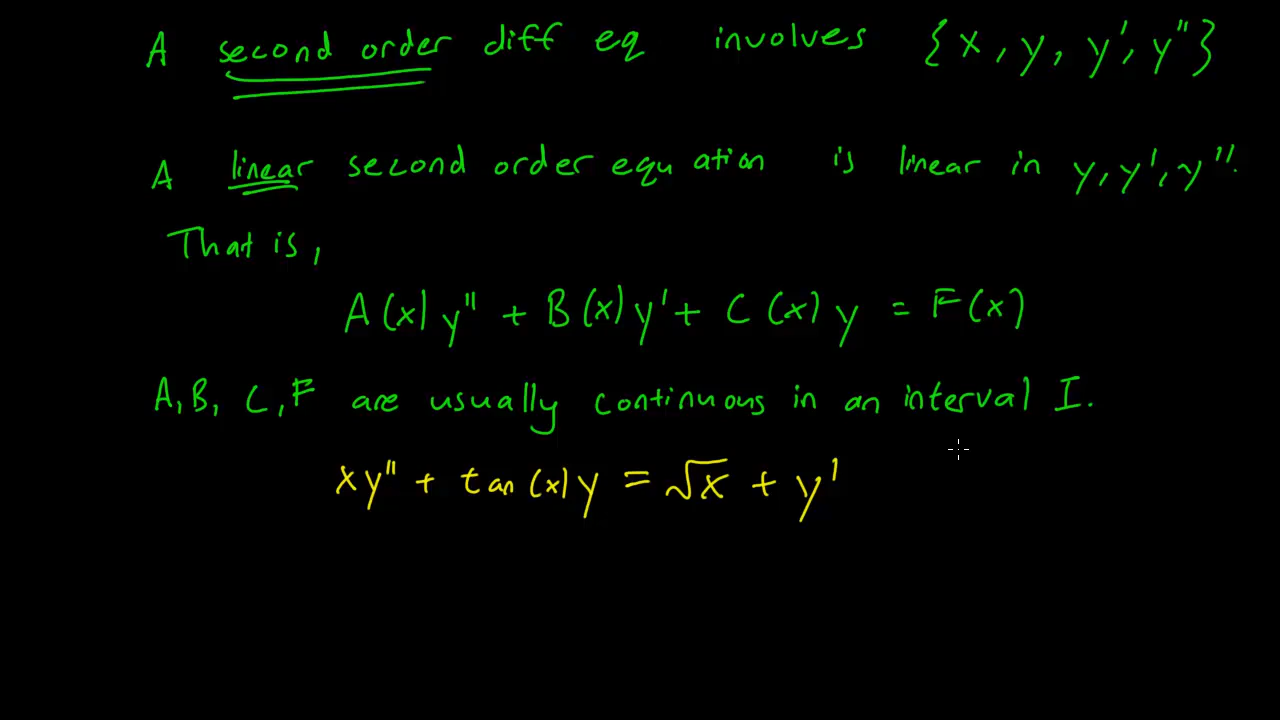 A second order diff eq involves {x, y, y', y''}
A linear second order equation is linear in y, y', y''.
That is,
A(x)y'' + B(x)y' + C(x)y = F(x)
A, B, C, F are usually continuous in an interval I.
xy'' + tan(x)y = √x + y'